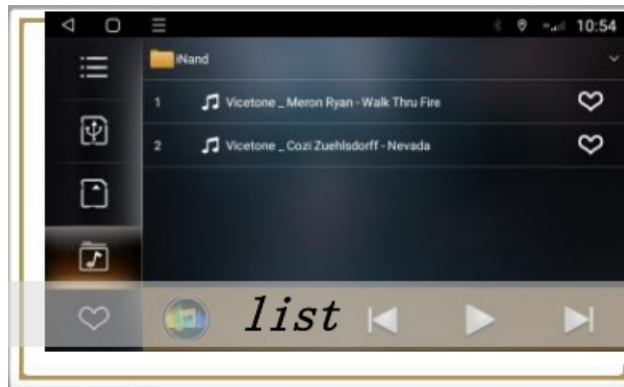 10:54
iNand
1 Vicetone _ Meron Ryan - Walk Thru Fire
2 Vicetone _ Cozi Zuehlsdorff - Nevada
list